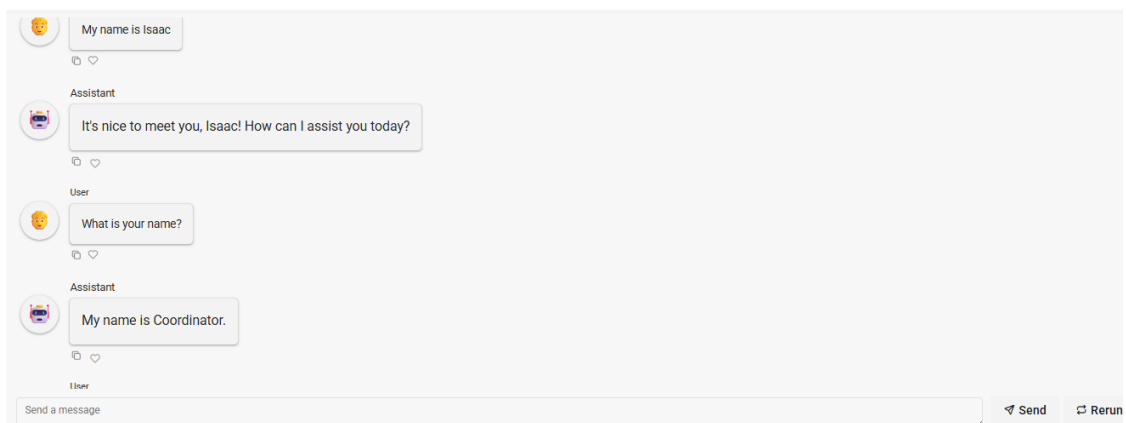 My name is Isaac
Assistant
It's nice to meet you, Isaac! How can I assist you today?
User
What is your name?
Assistant
My name is Coordinator.
User
Send a message
Send
Rerun